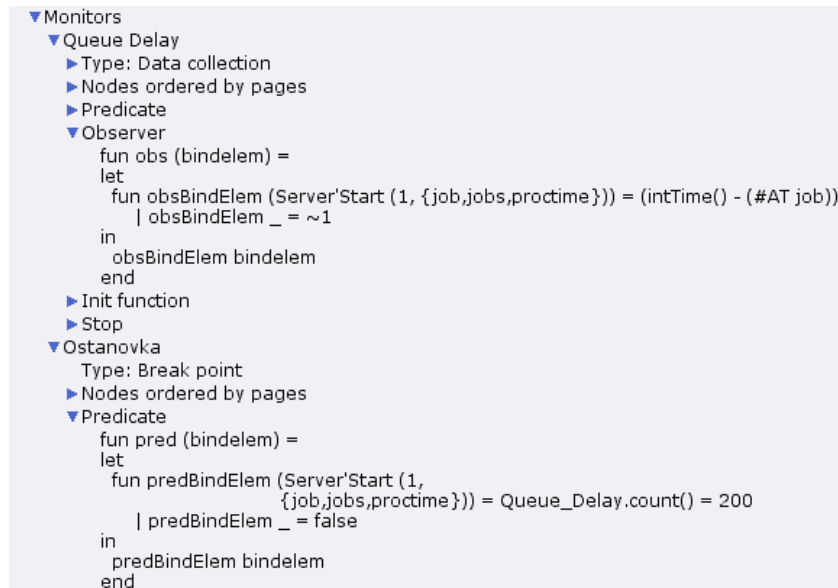 Monitors
Queue Delay
Type: Data collection
Nodes ordered by pages
Predicate
Observer
fun obs (bindelem) =
let
fun obsBindElem (Server'Start (1, {job,jobs,proctime})) = (intTime() - (#AT job))
| obsBindElem _ = ~1
in
obsBindElem bindelem
end
Init function
Stop
Ostanovka
Type: Break point
Nodes ordered by pages
Predicate
fun pred (bindelem) =
let
fun predBindElem (Server'Start (1,
{job,jobs,proctime})) = Queue_Delay.count() = 200
| predBindElem _ = false
in
predBindElem bindelem
end